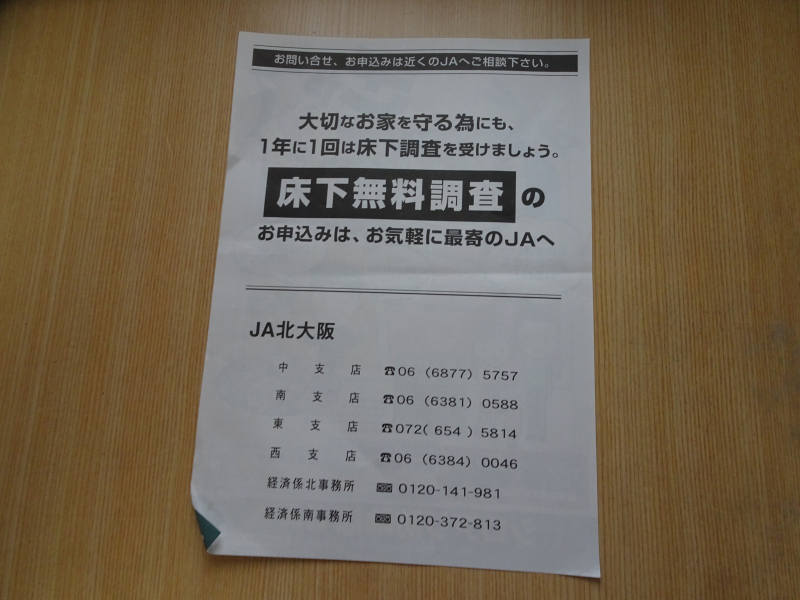 お問い合せ、お申込みは近くのJAへご相談下さい。
大切なお家を守る為にも、
1年に1回は床下調査を受けましょう。
床下無料調査の
お申込みは、お気軽に最寄のJAへ
JA北大阪
中支店 ☎06（6877）5757
南支店 ☎06（6381）0588
東支店 ☎072(654)5814
西支店 ☎06（6384）0046
経済係北事務所 0120-141-981
経済係南事務所 0120-372-813